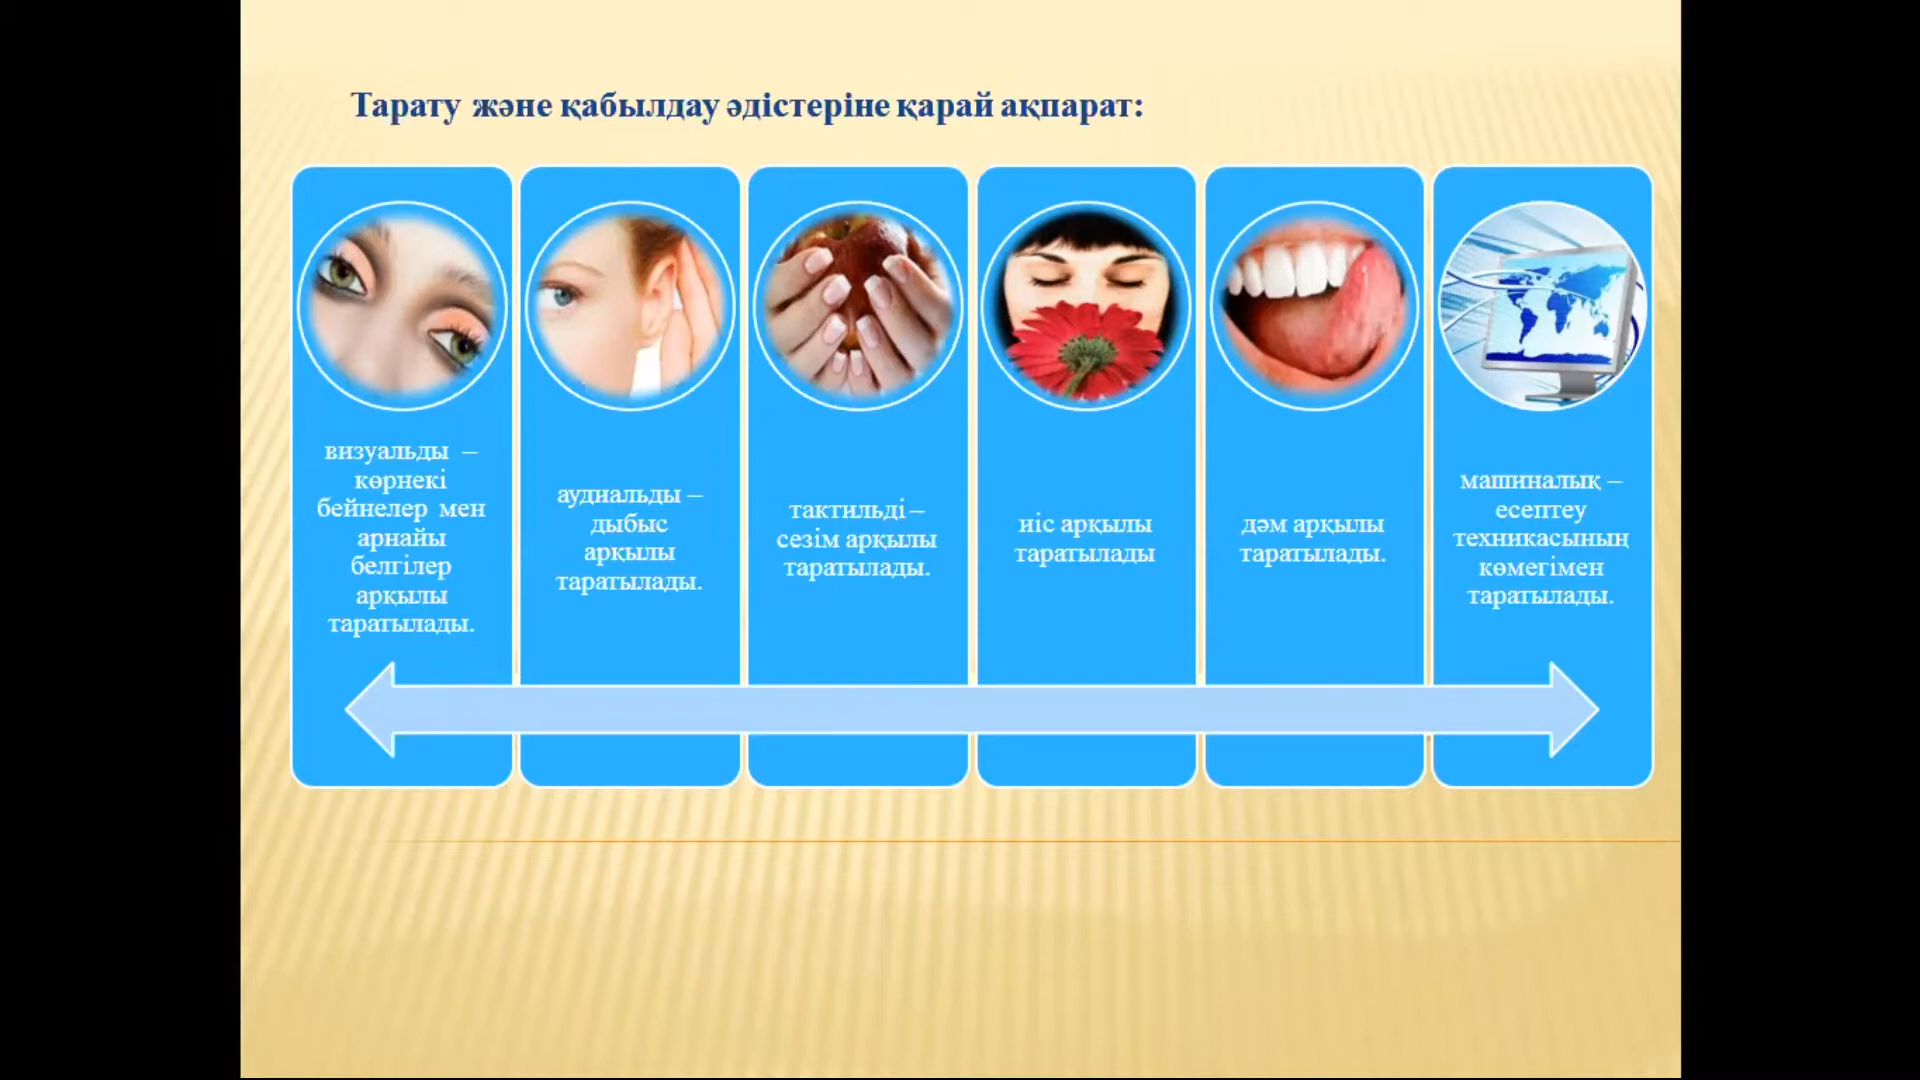 Тарату және қабылдау әдістеріне қарай ақпарат:
визуальды –
көрнекі
бейнелер мен
арнайы
белгілер
арқылы
таратылады.
аудиальды –
дыбыс
арқылы
таратылады.
тактильді –
сезім арқылы
таратылады.
иіс арқылы
таратылады
дәм арқылы
таратылады.
машиналық –
есептеу
техникасының
көмегімен
таратылады.